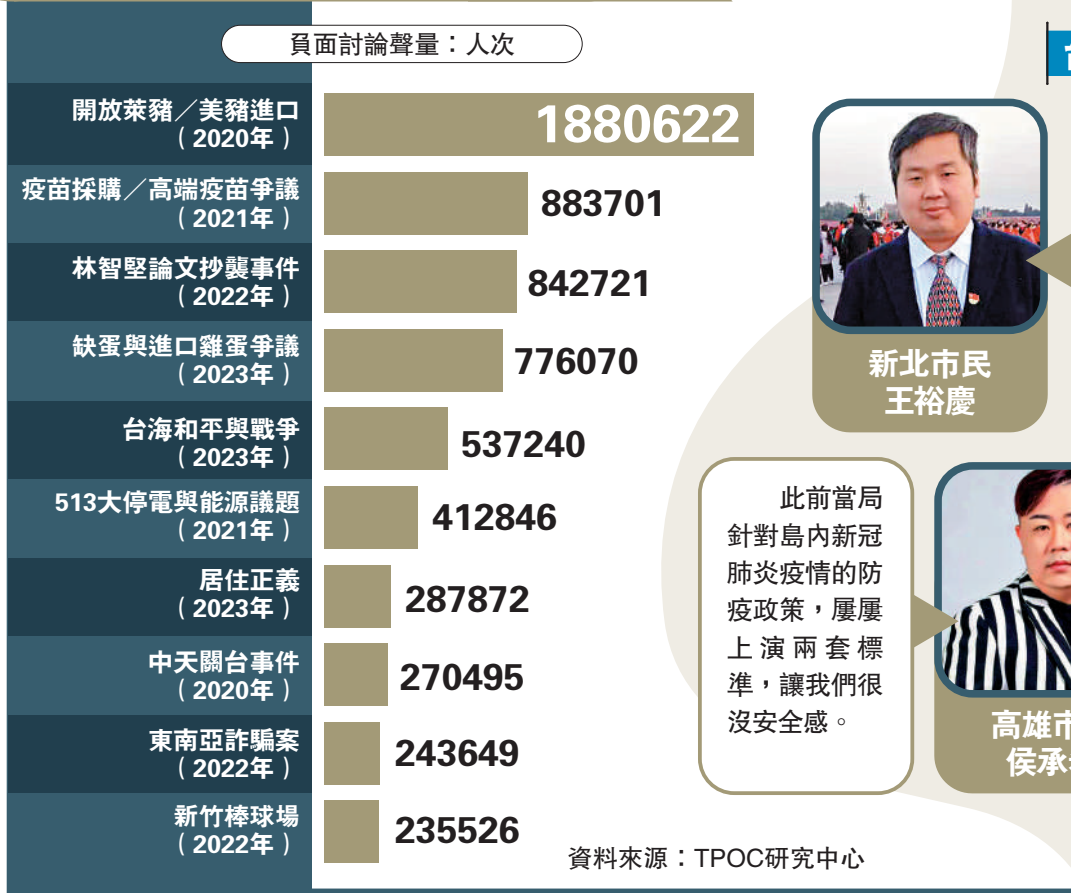 負面討論聲量：人次
開放萊豬／美豬進口
（2020年）
1880622
疫苗採購／高端疫苗爭議
（2021年）
883701
林智堅論文抄襲事件
（2022年）
842721
缺蛋與進口雞蛋爭議
（2023年）
776070
台海和平與戰爭
（2023年）
537240
513大停電與能源議題
（2021年）
412846
居住正義
（2023年）
287872
中天關台事件
（2020年）
270495
東南亞詐騙案
（2022年）
243649
新竹棒球場
（2022年）
235526
資料來源：TPOC研究中心
新北市民
王裕慶
此前當局
針對島內新冠
肺炎疫情的防
疫政策，屢屢
上演兩套標
準，讓我們很
沒安全感。
高雄市
侯承